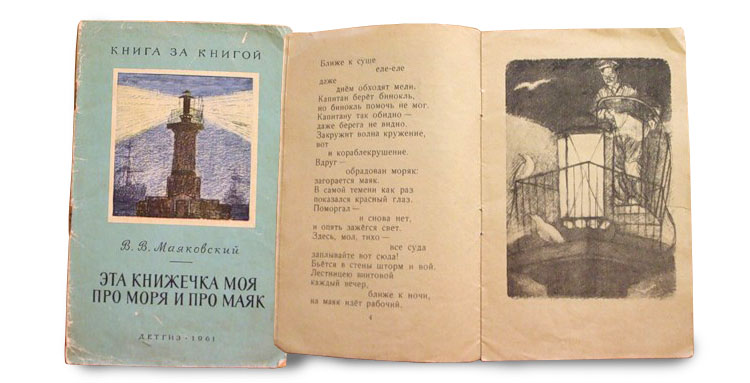 КНИГА ЗА КНИГОЙ
В. В. Маяковский
ЭТА КНИЖЕЧКА МОЯ
ПРО МОРЯ И ПРО МАЯК
ДЕТГИЗ - 1961
Ближе к суше
еле-еле
даже
днём обходят мели.
Капитан берёт бинокль,
но бинокль помочь не мог.
Капитану так обидно —
даже берега не видно.
Закружит волна кружение,
вот
и кораблекрушение.
Вдруг —
обрадован моряк:
загорается маяк.
В самой темени как раз
показался красный глаз.
Поморгал —
и снова нет,
и опять зажёгся свет.
Здесь, мол, тихо —
все суда
заплывайте вот сюда!
Бьётся в стены шторм и вой.
Лестницею винтовой
каждый вечер,
ближе к ночи,
на маяк идёт рабочий.
4